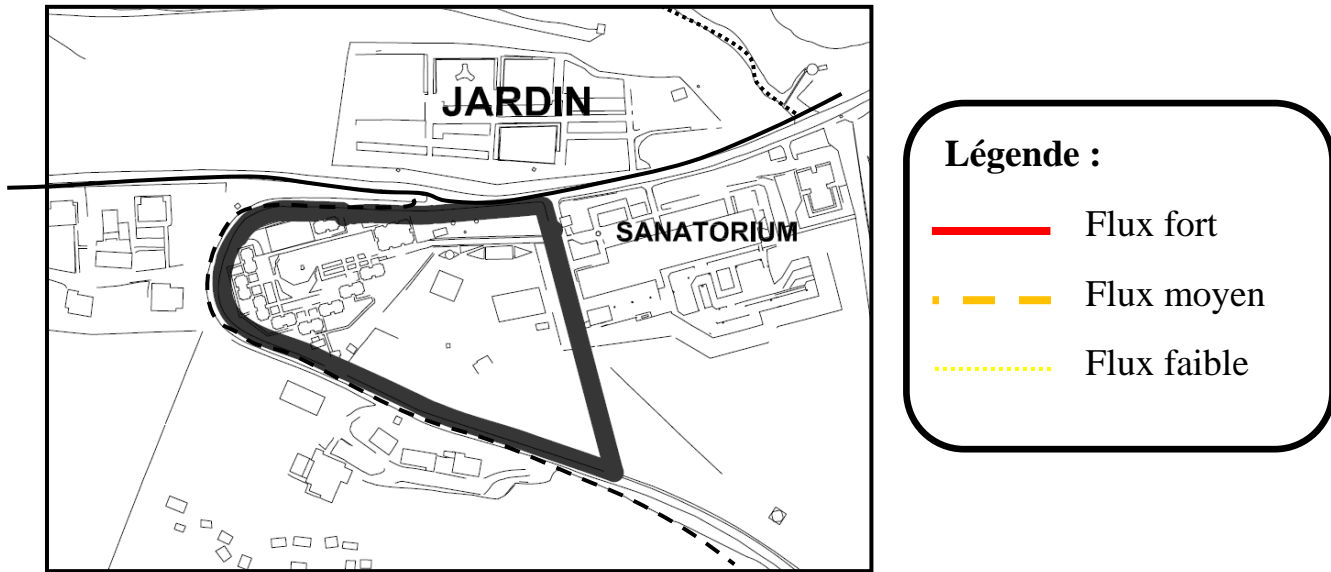 JARDIN
SANATORIUM
Légende :
Flux fort
Flux moyen
Flux faible